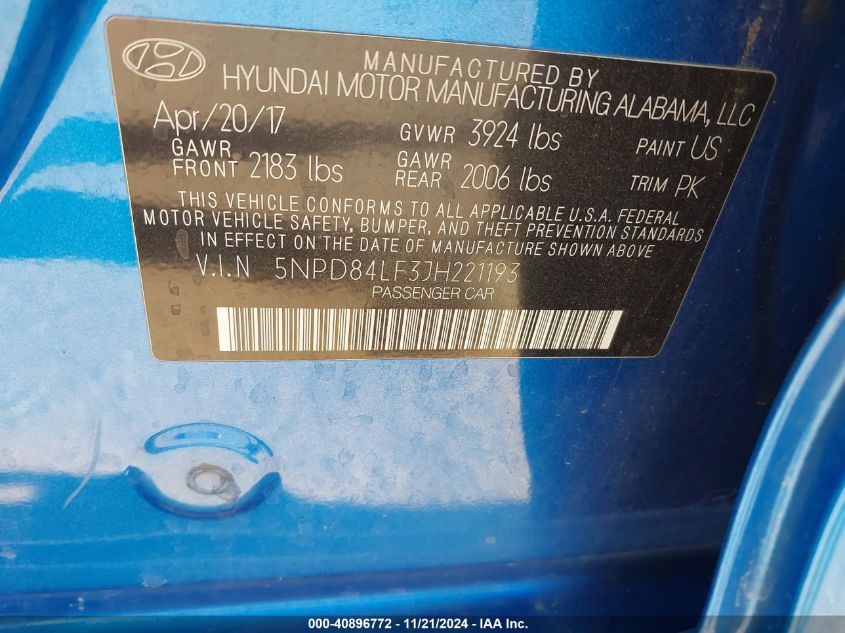 MANUFACTURED BY
HYUNDAI MOTOR MANUFACTURING ALABAMA, LLC
Apr/20/17 GVWR 3924 lbs PAINT US
GAWR FRONT 2183 lbs GAWR REAR 2006 lbs TRIM PK
THIS VEHICLE CONFORMS TO ALL APPLICABLE U.S.A. FEDERAL
MOTOR VEHICLE SAFETY, BUMPER, AND THEFT PREVENTION STANDARDS
IN EFFECT ON THE DATE OF MANUFACTURE SHOWN ABOVE
V.I.N 5NPD84LF3JH221193
PASSENGER CAR
000-40896772 — 11/21/2024 — IAA Inc.